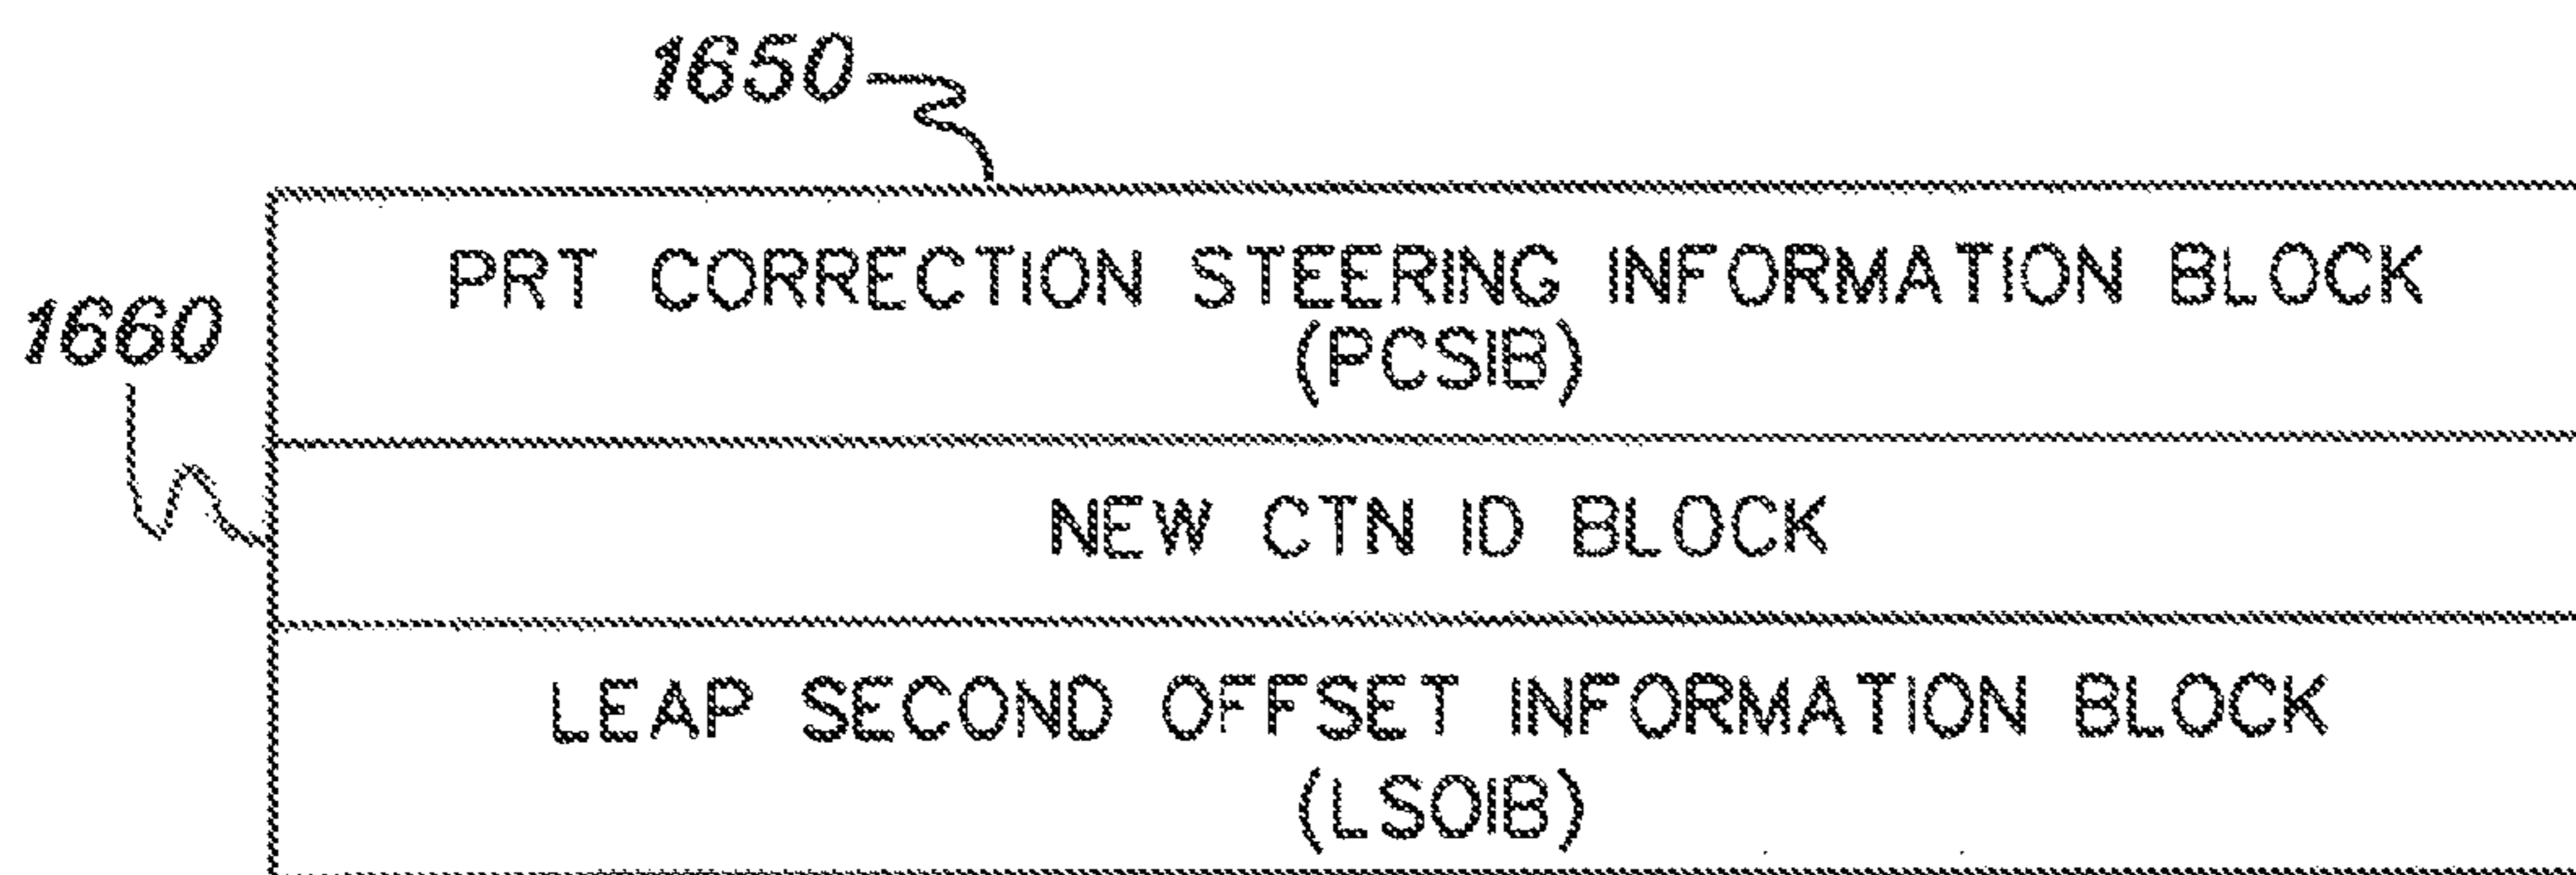 1650
PRT CORRECTION STEERING INFORMATION BLOCK
(PCSIB)
1660
NEW CTN ID BLOCK
LEAP SECOND OFFSET INFORMATION BLOCK
(LSOIB)